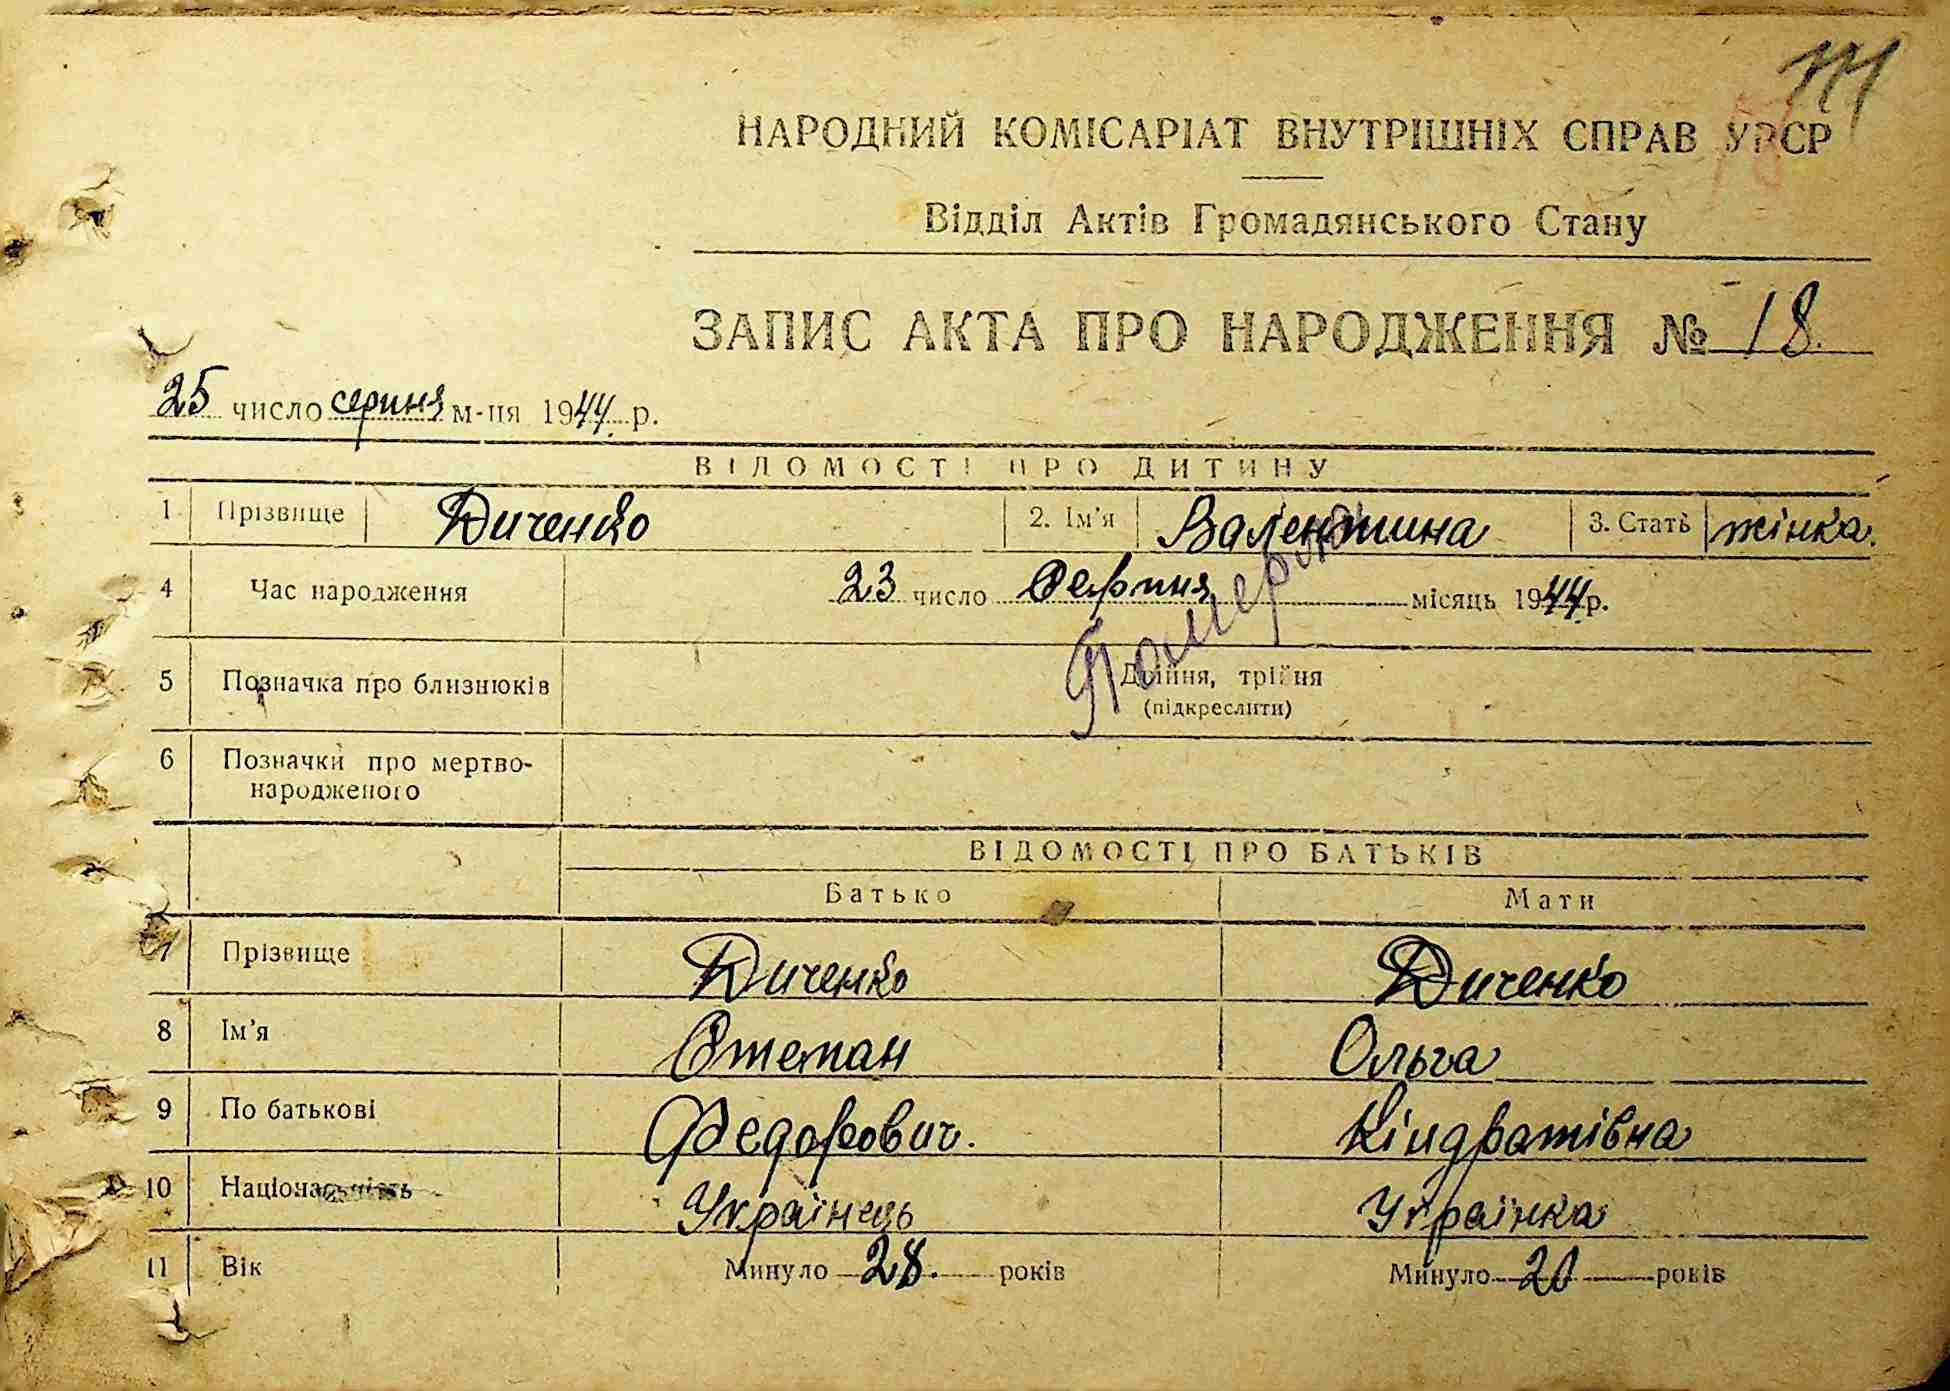 НАРОДНИЙ КОМІСАРІАТ ВНУТРІШНІХ СПРАВ УРСР
Відділ Актів Громадянського Стану
ЗАПИС АКТА ПРО НАРОДЖЕННЯ № 18.
25 число серпня м-ця 1944 р.
ВІДОМОСТІ ПРО ДИТИНУ
1 Прізвище Диченко 2. Ім'я Валентина 3. Стать жінка.
4 Час народження 23 число Серпня місяць 1944 р.
Померла
5 Позначка про близнюків Двійня, трійня
(підкреслити)
6 Позначки про мертво-
народженого
ВІДОМОСТІ ПРО БАТЬКІВ
Батько Мати
7 Прізвище Диченко Диченко
8 Ім'я Степан Ольга
9 По батькові Федорович. Кіндратівна
10 Національність Українець Українка
11 Вік Минуло 28. років Минуло 20 років